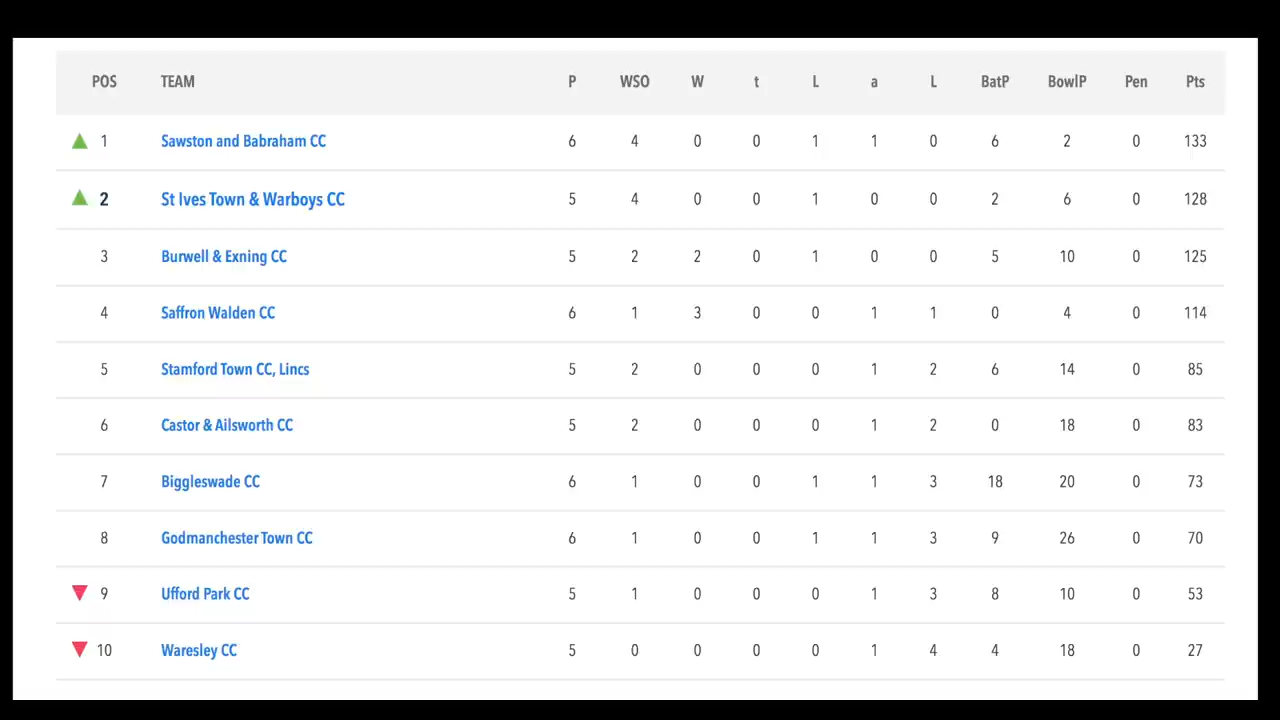 POS TEAM P WSO W t L a L BatP BowlP Pen Pts
1 Sawston and Babraham CC 6 4 0 0 1 1 0 6 2 0 133
2 St Ives Town & Warboys CC 5 4 0 0 1 0 0 2 6 0 128
3 Burwell & Exning CC 5 2 2 0 1 0 0 5 10 0 125
4 Saffron Walden CC 6 1 3 0 0 1 1 0 4 0 114
5 Stamford Town CC, Lincs 5 2 0 0 0 1 2 6 14 0 85
6 Castor & Ailsworth CC 5 2 0 0 0 1 2 0 18 0 83
7 Biggleswade CC 6 1 0 0 1 1 3 18 20 0 73
8 Godmanchester Town CC 6 1 0 0 1 1 3 9 26 0 70
9 Ufford Park CC 5 1 0 0 0 1 3 8 10 0 53
10 Waresley CC 5 0 0 0 0 1 4 4 18 0 27